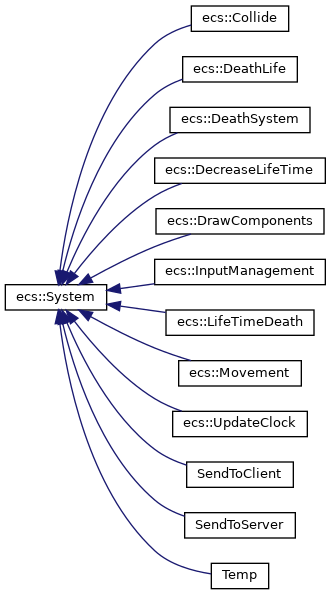 ecs::Collide
ecs::DeathLife
ecs::DeathSystem
ecs::DecreaseLifeTime
ecs::DrawComponents
ecs::InputManagement
ecs::System
ecs::LifeTimeDeath
ecs::Movement
ecs::UpdateClock
SendToClient
SendToServer
Temp